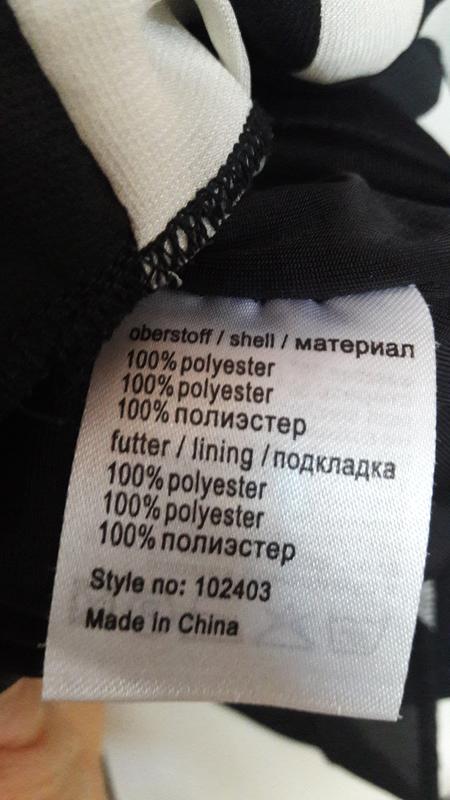 oberstoff / shell / материал
100% polyester
100% polyester
100% полиэстер
futter / lining / подкладка
100% polyester
100% polyester
100% полиэстер
Style no: 102403
Made in China